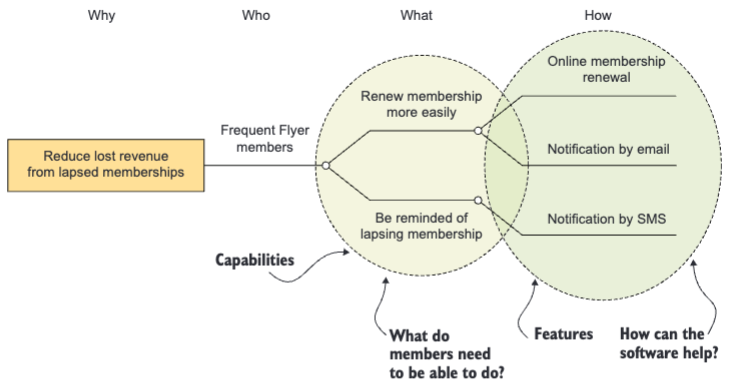 Why
Who
What
How
Online membership
renewal
Renew membership
more easily
Frequent Flyer
members
Reduce lost revenue
from lapsed memberships
Notification by email
Be reminded of
lapsing membership
Notification by SMS
Capabilities
What do
members need
to be able to do?
Features
How can the
software help?